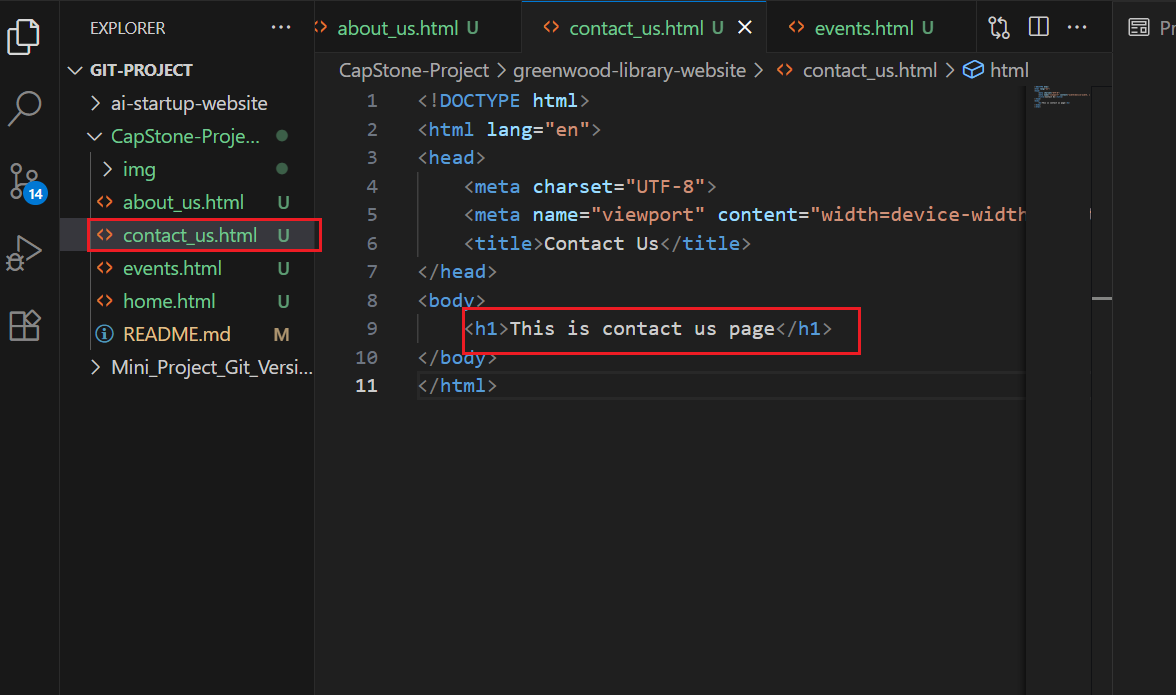 EXPLORER
GIT-PROJECT
ai-startup-website
CapStone-Proje...
img
about_us.html U
contact_us.html U
events.html U
home.html U
README.md M
Mini_Project_Git_Versi...
14
about_us.html U
contact_us.html U
events.html U
CapStone-Project > greenwood-library-website > contact_us.html > html
1 <!DOCTYPE html>
2 <html lang="en">
3 <head>
4 <meta charset="UTF-8">
5 <meta name="viewport" content="width=device-width
6 <title>Contact Us</title>
7 </head>
8 <body>
9 <h1>This is contact us page</h1>
10 </body>
11 </html>
Pr